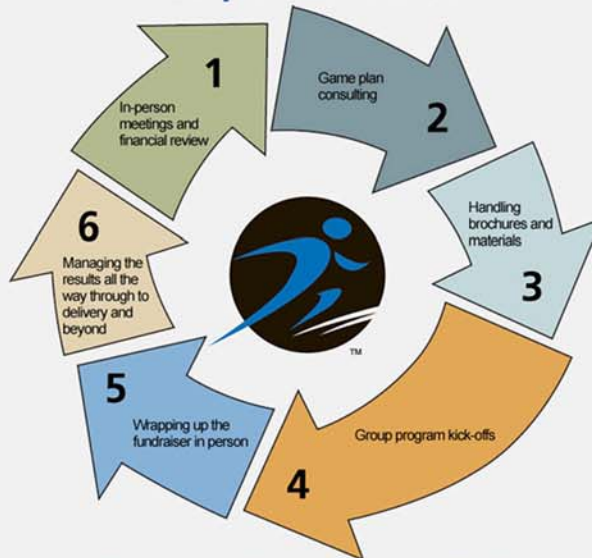 1
In-person
meetings and
financial review
2
Game plan
consulting
Handling
brochures and
materials
3
Group program kick-offs
4
5
Wrapping up the
fundraiser in person
6
Managing the
results all the
way through to
delivery and
beyond
TM